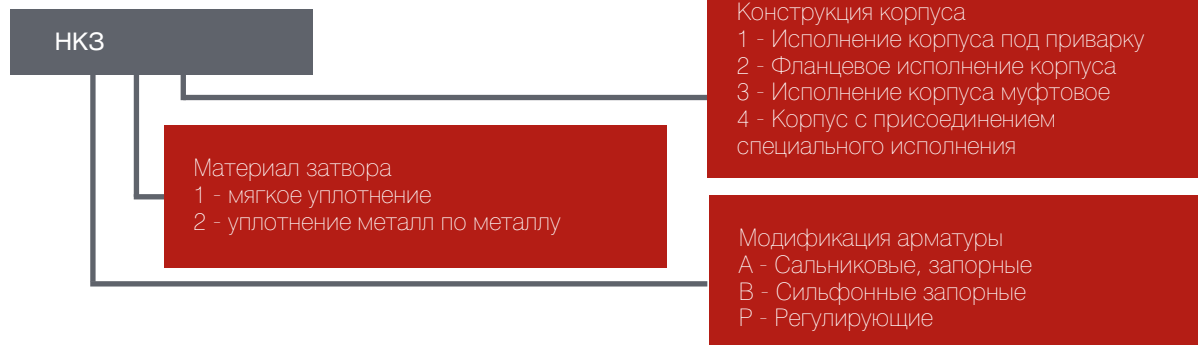 НКЗ
Конструкция корпуса
1 - Исполнение корпуса под приварку
2 - Фланцевое исполнение корпуса
3 - Исполнение корпуса муфтовое
4 - Корпус с присоединением
специального исполнения
Материал затвора
1 - мягкое уплотнение
2 - уплотнение металл по металлу
Модификация арматуры
А - Сальниковые, запорные
В - Сильфонные запорные
Р - Регулирующие